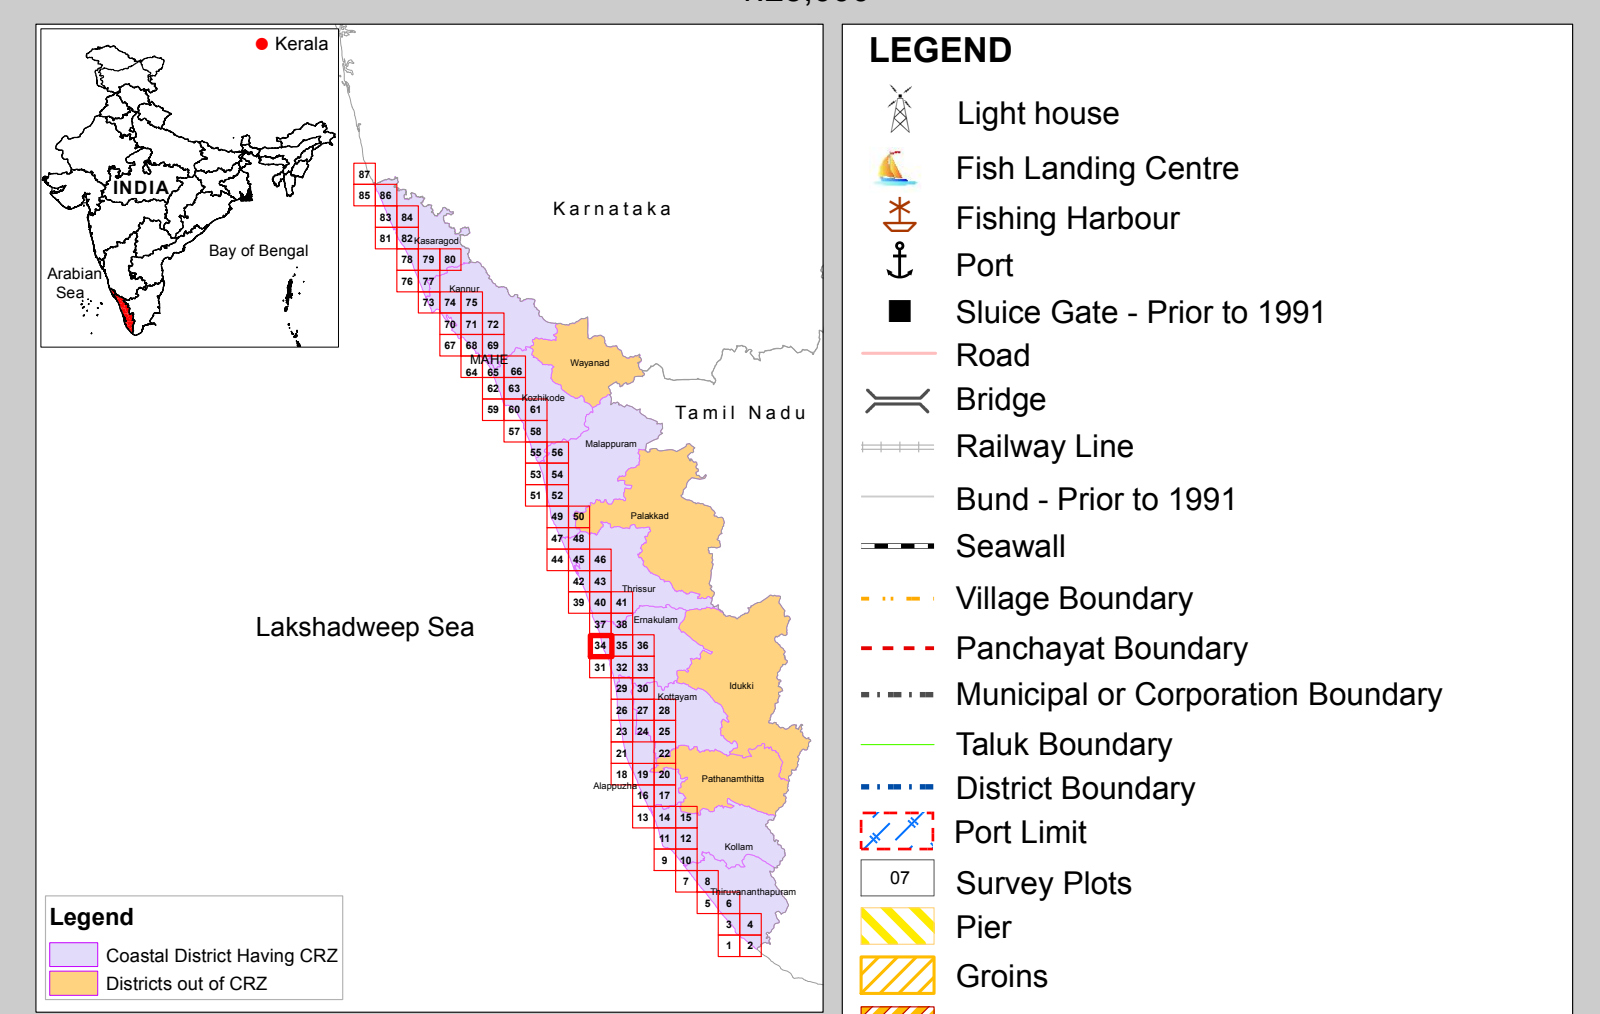 Kerala
INDIA
Bay of Bengal
Arabian
Sea
Karnataka
87
85 86
83 84
81 82
Kasaragod
78 79 80
76 77
Kannur
73 74 75
70 71 72
67 68 69
MAHE
64 65 66
Wayanad
62 63
Kozhikode
59 60 61
Tamil Nadu
57 58
Malappuram
55 56
53 54
51 52
49 50
Palakkad
47 48
44 45 46
42 43
Thrissur
39 40 41
37 38
Ernakulam
Lakshadweep Sea
34 35 36
31 32 33
29 30
Idukki
Kottayam
26 27 28
23 24 25
21 22
18 19 20
Pathanamthitta
Alappuzha
16 17
13 14 15
11 12
Kollam
9 10
7 8
Thiruvananthapuram
5 6
3 4
1 2
Legend
Coastal District Having CRZ
Districts out of CRZ
LEGEND
Light house
Fish Landing Centre
Fishing Harbour
Port
Sluice Gate - Prior to 1991
Road
Bridge
Railway Line
Bund - Prior to 1991
Seawall
Village Boundary
Panchayat Boundary
Municipal or Corporation Boundary
Taluk Boundary
District Boundary
Port Limit
07
Survey Plots
Pier
Groins